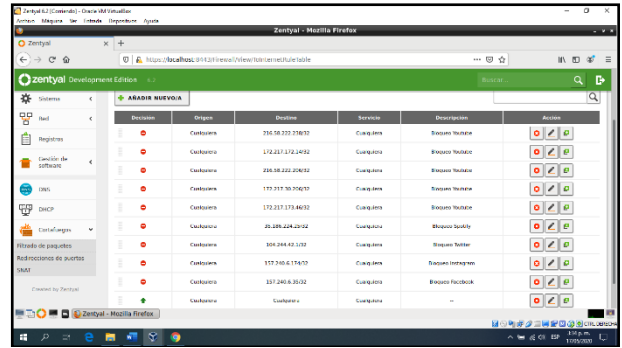 Zentyal 6.2 [Corriendo] - Oracle VM VirtualBox
Archivo Máquina Ver Entrada Dispositivos Ayuda
Zentyal - Mozilla Firefox
Zentyal
https://localhost:8443/Firewall/View/ToInternetRuleTable
zentyal Development Edition 6.2
Buscar...
Sistema
Red
Registros
Gestión de software
DNS
DHCP
Cortafuegos
Filtrado de paquetes
Redirecciones de puertos
SNAT
Created by Zentyal
AÑADIR NUEVO/A
Decisión Origen Destino Servicio Descripción Acción
Cualquiera 216.58.222.238/32 Cualquiera Bloqueo Youtube
Cualquiera 172.217.172.14/32 Cualquiera Bloqueo Youtube
Cualquiera 216.58.222.206/32 Cualquiera Bloqueo Youtube
Cualquiera 172.217.30.206/32 Cualquiera Bloqueo Youtube
Cualquiera 172.217.173.46/32 Cualquiera Bloqueo Youtube
Cualquiera 35.186.224.25/32 Cualquiera Bloqueo Spotify
Cualquiera 104.244.42.1/32 Cualquiera Bloqueo Twitter
Cualquiera 157.240.6.174/32 Cualquiera Bloqueo Instagram
Cualquiera 157.240.6.35/32 Cualquiera Bloqueo Facebook
Cualquiera Cualquiera Cualquiera --
Zentyal - Mozilla Firefox
CTRL DERECHA
ESP
17/05/2020